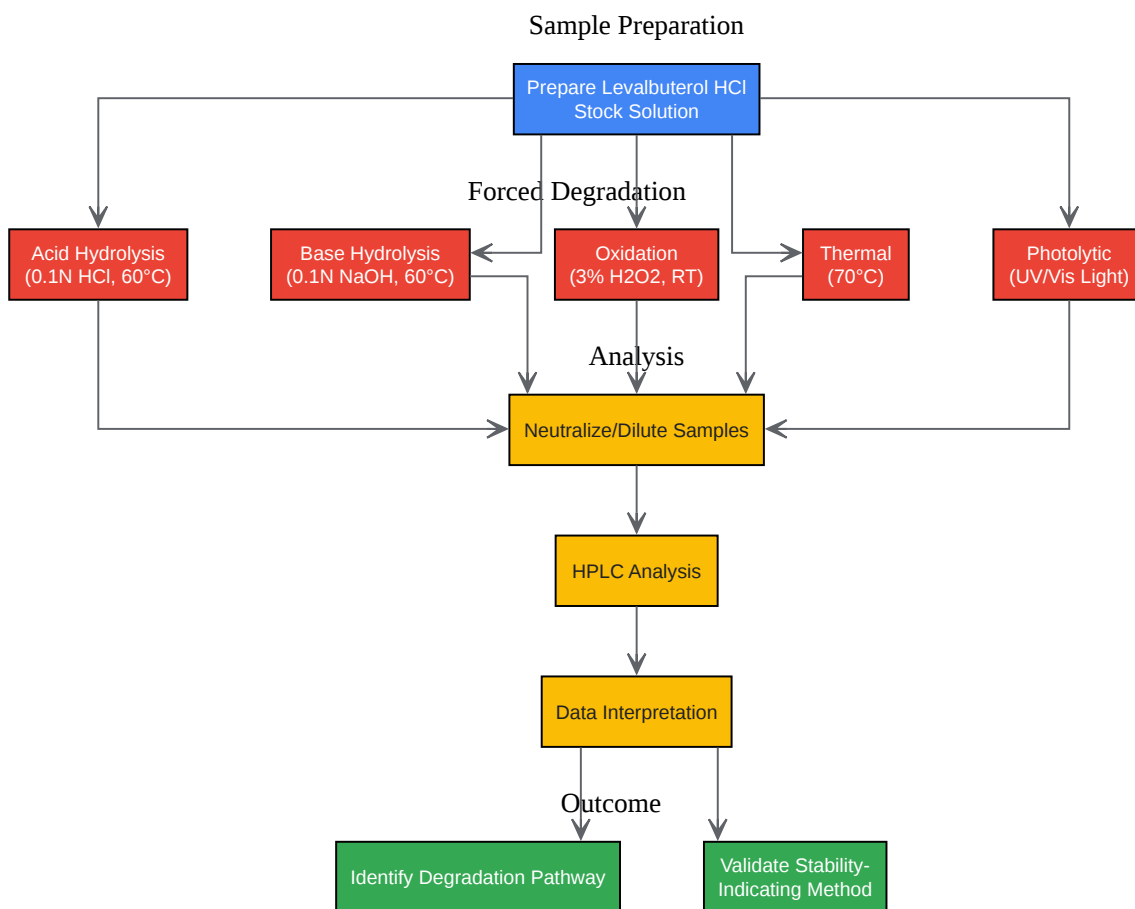 Sample Preparation
Prepare Levalbuterol HCl
Stock Solution
Forced Degradation
Acid Hydrolysis
(0.1N HCl, 60°C)
Base Hydrolysis
(0.1N NaOH, 60°C)
Oxidation
(3% H2O2, RT)
Thermal
(70°C)
Photolytic
(UV/Vis Light)
Analysis
Neutralize/Dilute Samples
HPLC Analysis
Data Interpretation
Outcome
Identify Degradation Pathway
Validate Stability-
Indicating Method